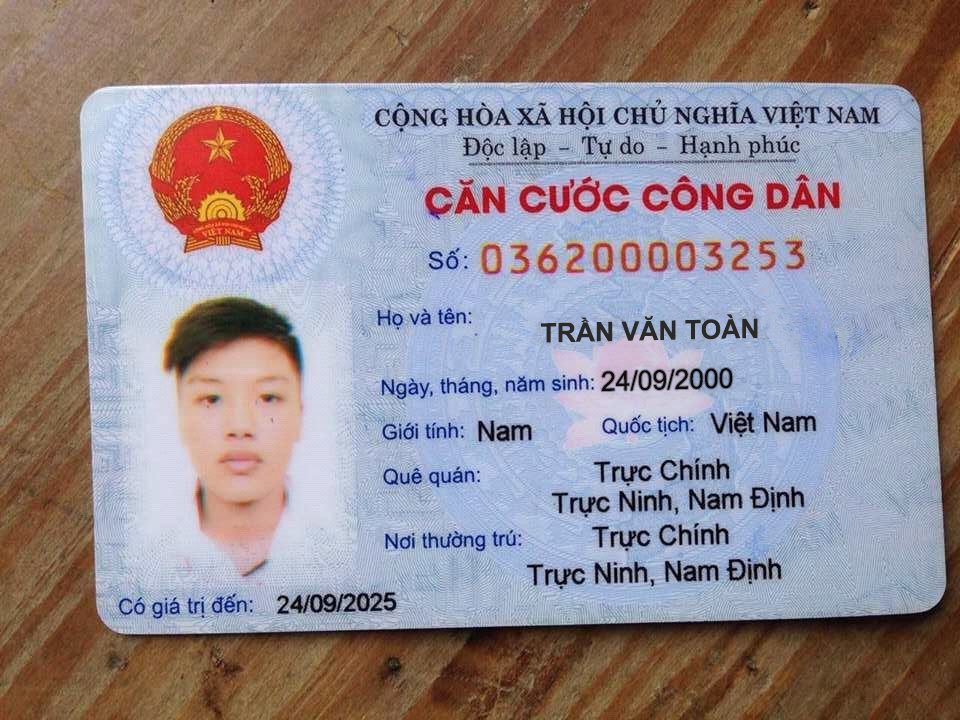 CỘNG HÒA XÃ HỘI CHỦ NGHĨA VIỆT NAM
Độc lập - Tự do - Hạnh phúc
CĂN CƯỚC CÔNG DÂN
Số: 036200003253
Họ và tên:
TRẦN VĂN TOÀN
Ngày, tháng, năm sinh: 24/09/2000
Giới tính: Nam Quốc tịch: Việt Nam
Quê quán: Trực Chính
Trực Ninh, Nam Định
Nơi thường trú: Trực Chính
Trực Ninh, Nam Định
Có giá trị đến: 24/09/2025
VIỆT NAM